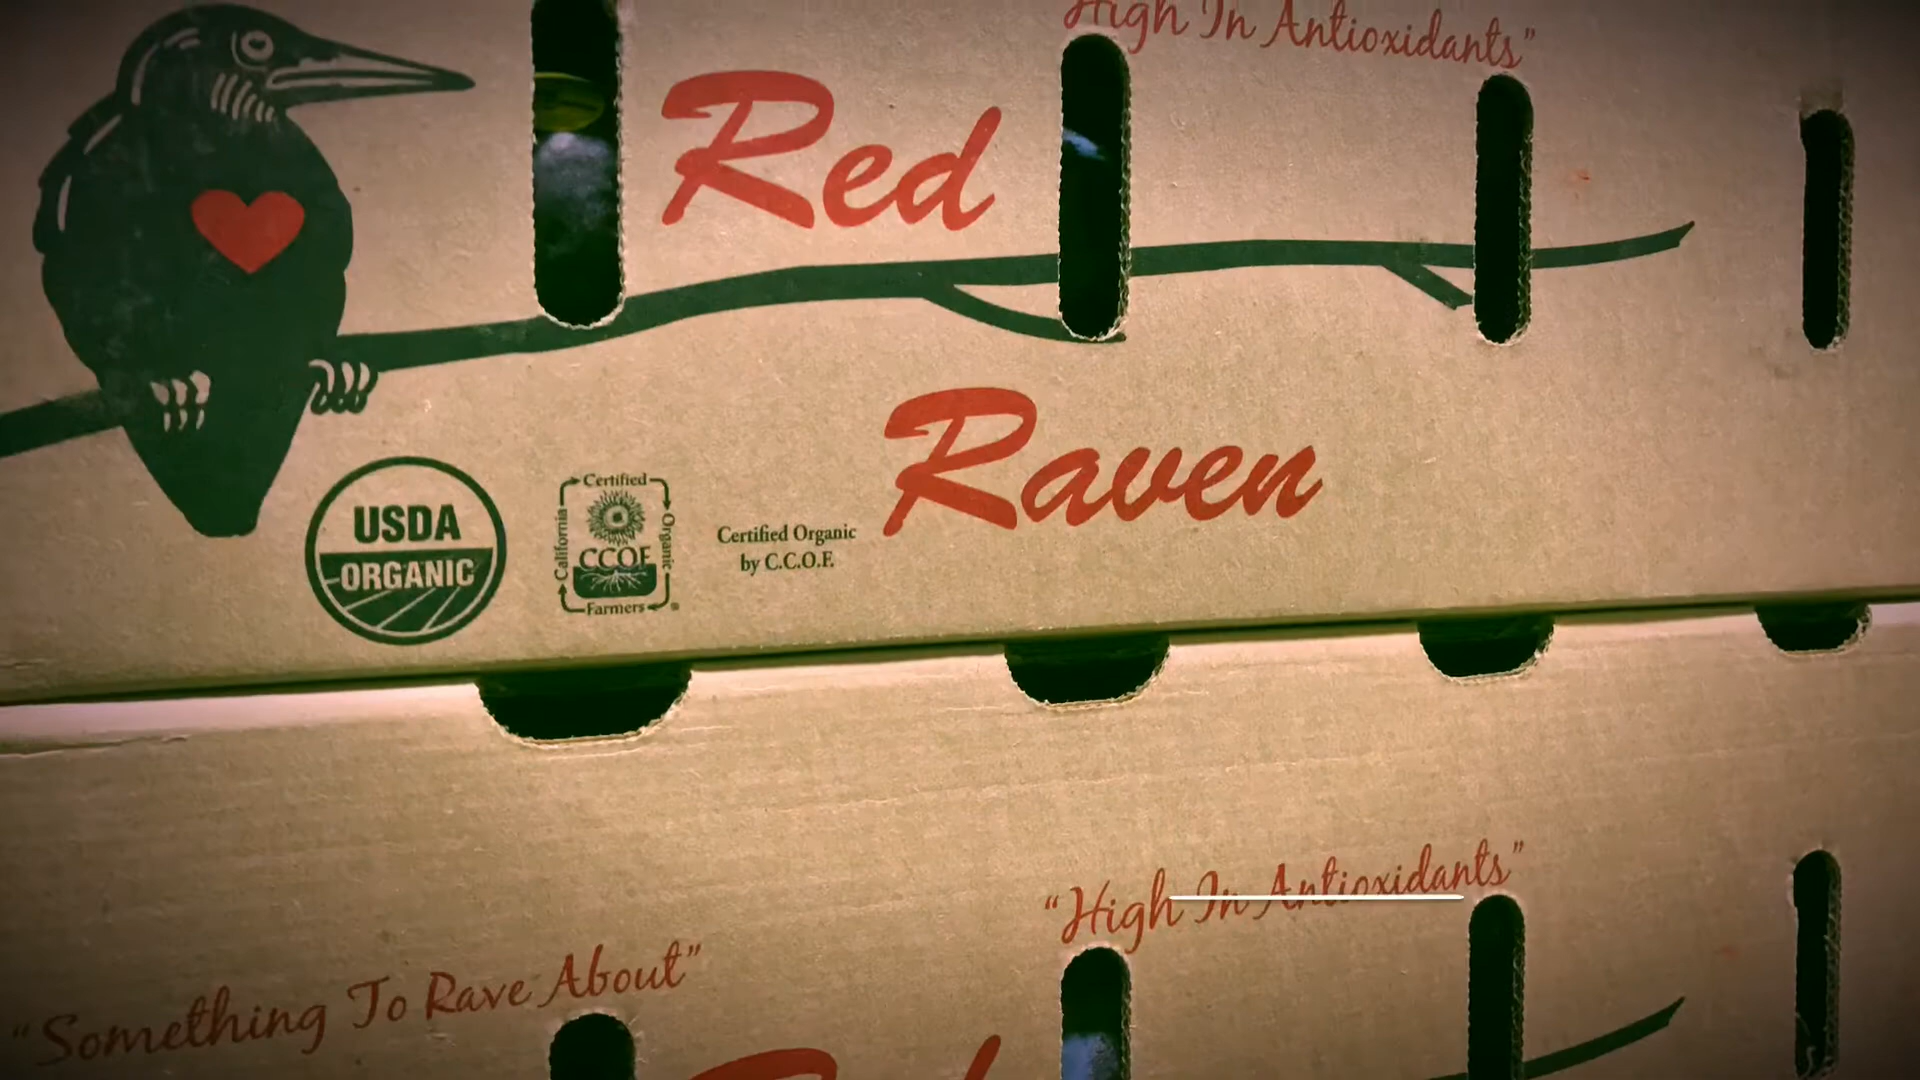 High In Antioxidants”
Red
Raven
USDA
ORGANIC
Certified
California
Organic
CCOF
Farmers
®
Certified Organic
by C.C.O.F.
“High In Antioxidants”
“Something To Rave About”
Red